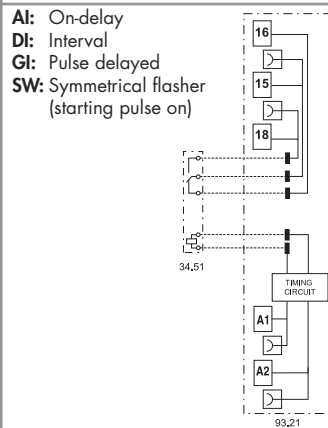 AI: On-delay
DI: Interval
GI: Pulse delayed
SW: Symmetrical flasher
(starting pulse on)
16
15
18
34.51
TIMING
CIRCUIT
A1
A2
93.21